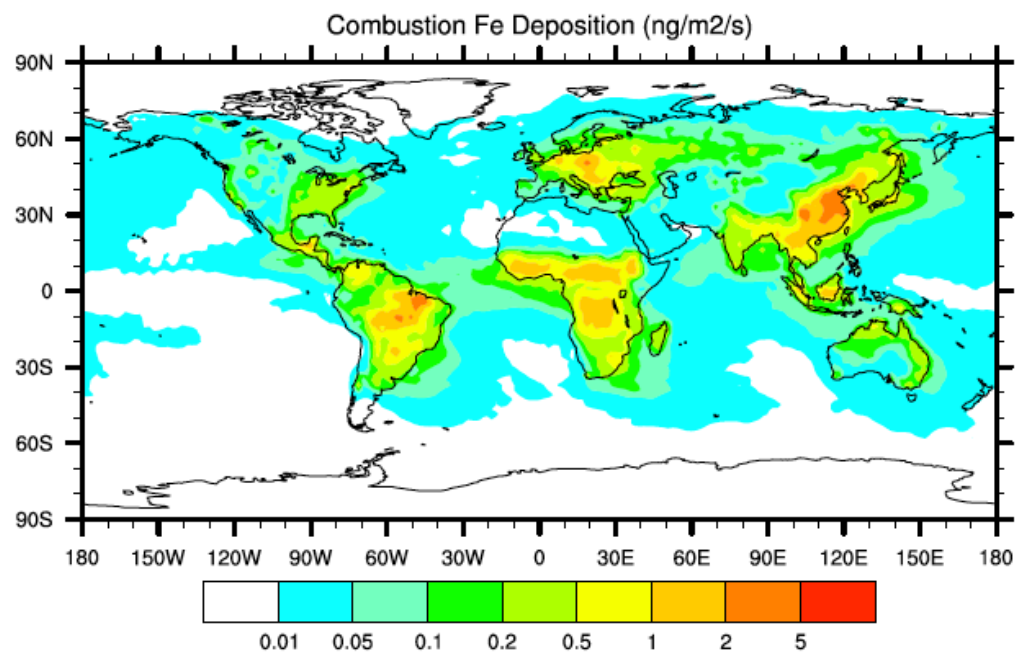 Combustion Fe Deposition (ng/m2/s)
90N
60N
30N
0
30S
60S
90S
180 150W 120W 90W 60W 30W 0 30E 60E 90E 120E 150E 180
0.01 0.05 0.1 0.2 0.5 1 2 5